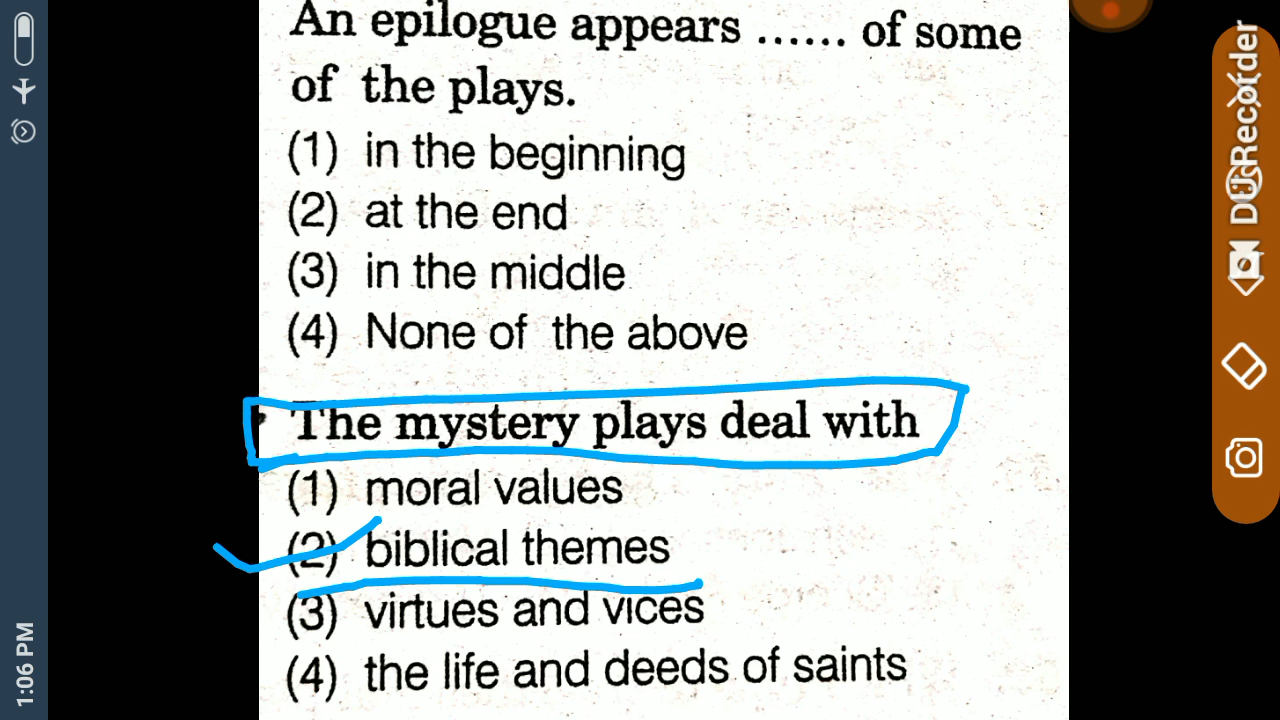 An epilogue appears ...... of some
of the plays.
(1) in the beginning
(2) at the end
(3) in the middle
(4) None of the above
The mystery plays deal with
(1) moral values
(2) biblical themes
(3) virtues and vices
(4) the life and deeds of saints
1:06 PM
DU Recorder